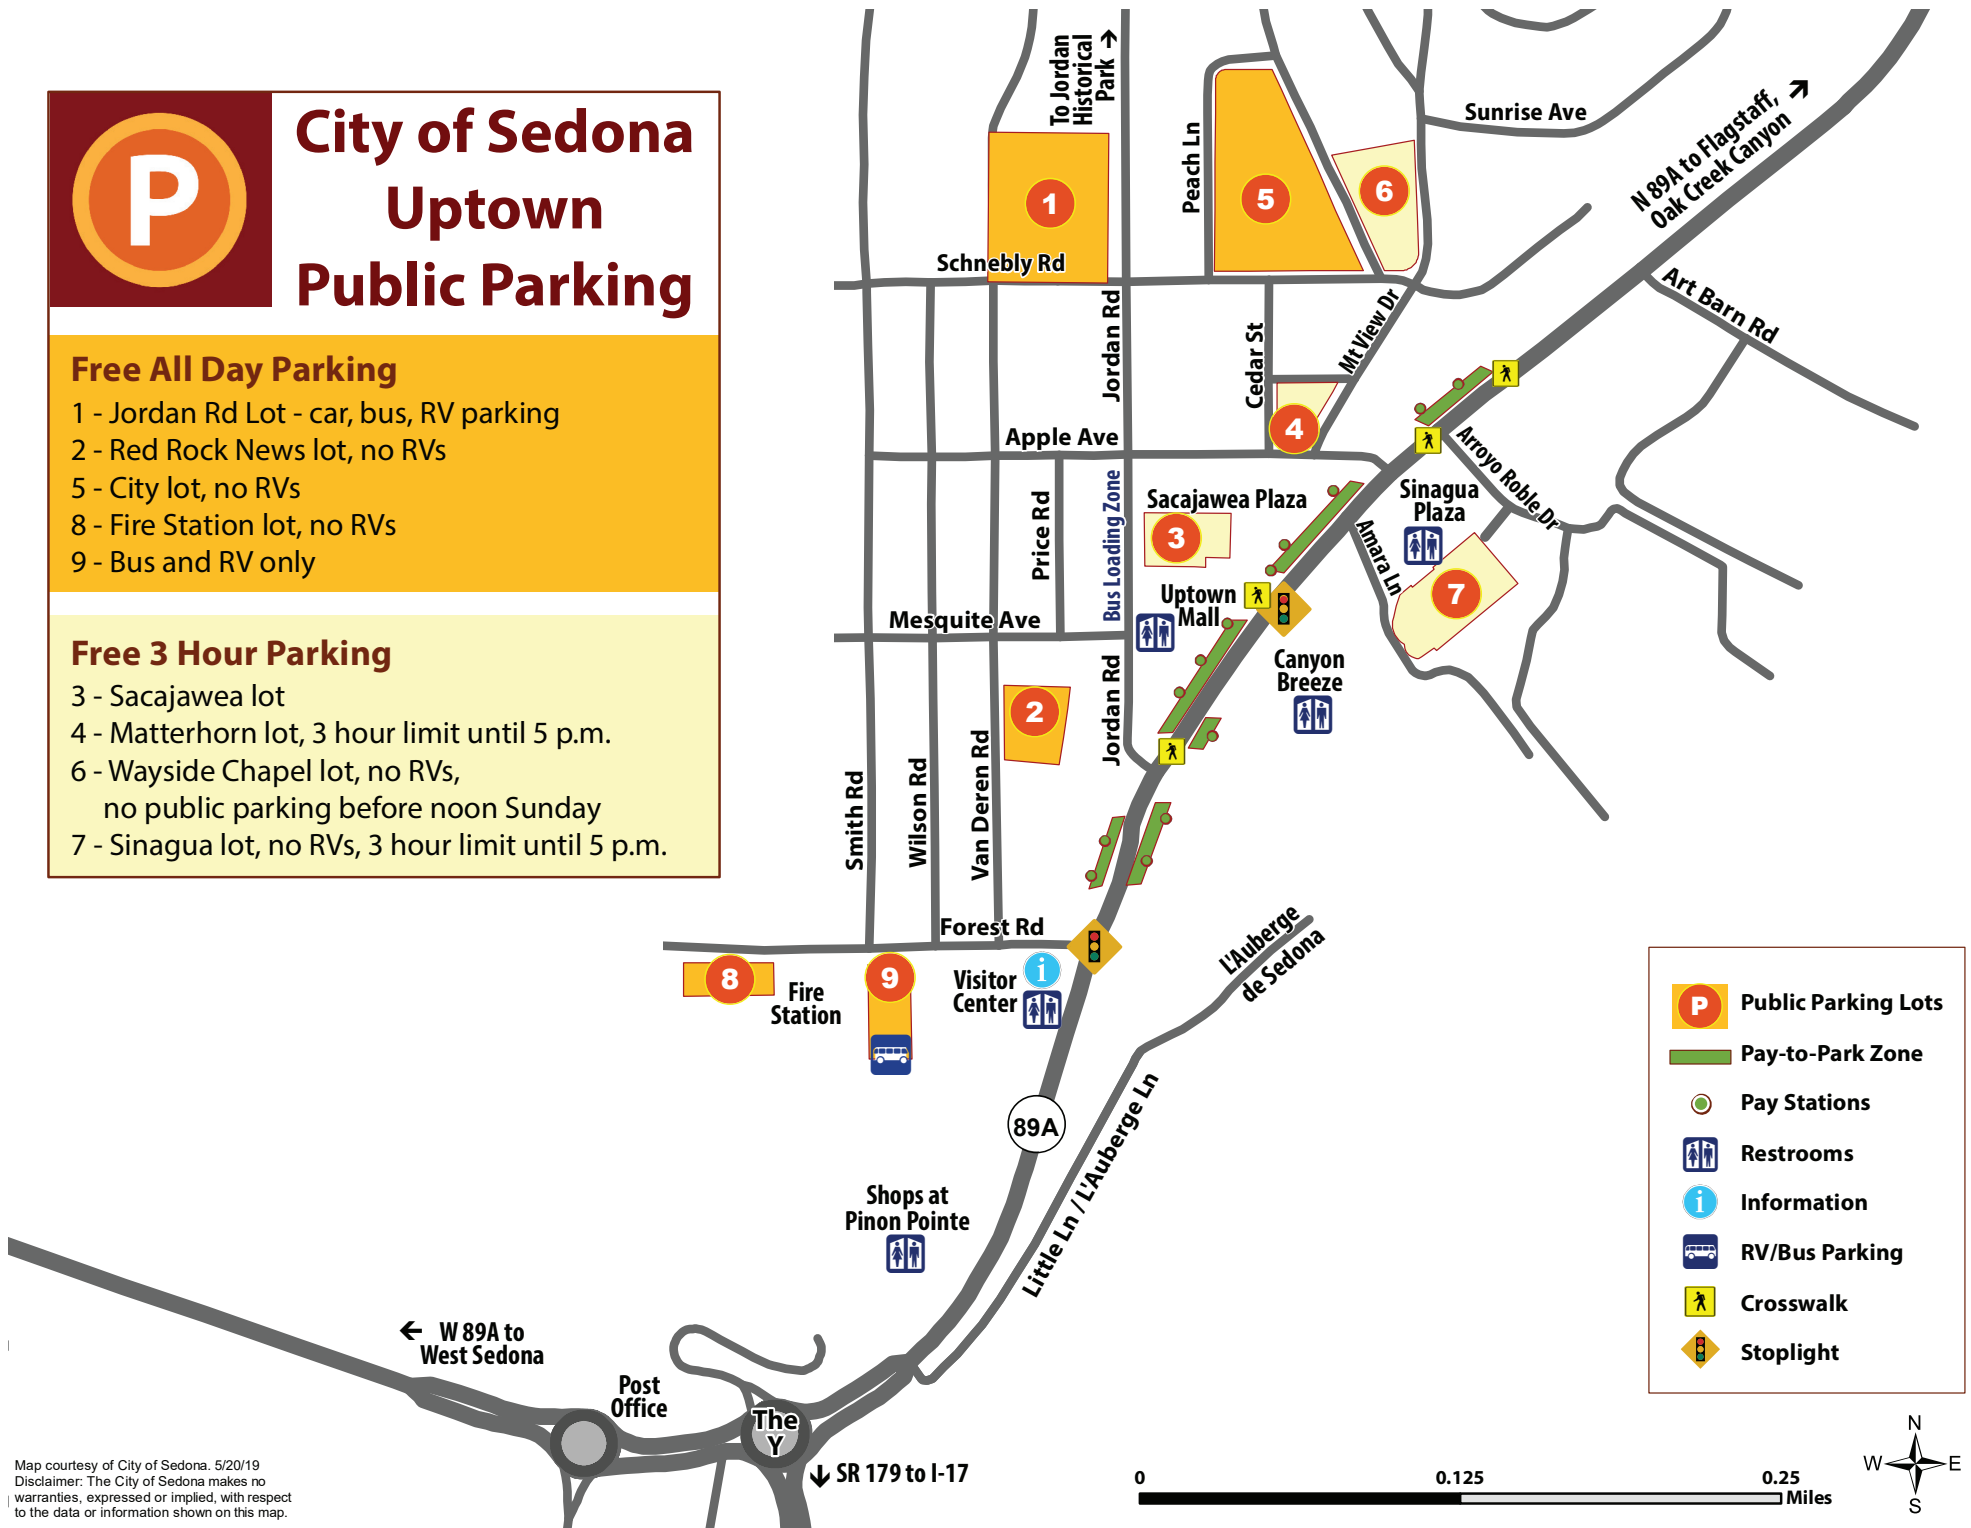 P
City of Sedona
Uptown
Public Parking
Free All Day Parking
1 - Jordan Rd Lot - car, bus, RV parking
2 - Red Rock News lot, no RVs
5 - City lot, no RVs
8 - Fire Station lot, no RVs
9 - Bus and RV only
Free 3 Hour Parking
3 - Sacajawea lot
4 - Matterhorn lot, 3 hour limit until 5 p.m.
6 - Wayside Chapel lot, no RVs,
no public parking before noon Sunday
7 - Sinagua lot, no RVs, 3 hour limit until 5 p.m.
To Jordan
Historical
Park →
Peach Ln
Sunrise Ave
N 89A to Flagstaff,
Oak Creek Canyon
1
5
6
Schnebly Rd
Jordan Rd
Cedar St
Mt View Dr
Art Barn Rd
4
Apple Ave
Arroyo Roble Dr
Price Rd
Bus Loading Zone
Sacajawea Plaza
3
Sinagua
Plaza
Amara Ln
7
Uptown
Mall
Mesquite Ave
Canyon
Breeze
2
Jordan Rd
Smith Rd
Wilson Rd
Van Deren Rd
Forest Rd
8
Fire
Station
9
Visitor
Center
i
L'Auberge
de Sedona
89A
Little Ln / L'Auberge Ln
Shops at
Pinon Pointe
← W 89A to
West Sedona
Post
Office
The
Y
↓ SR 179 to I-17
P Public Parking Lots
Pay-to-Park Zone
Pay Stations
Restrooms
i Information
RV/Bus Parking
Crosswalk
Stoplight
N
W E
S
0 0.125 0.25
Miles
Map courtesy of City of Sedona. 5/20/19
Disclaimer: The City of Sedona makes no
warranties, expressed or implied, with respect
to the data or information shown on this map.